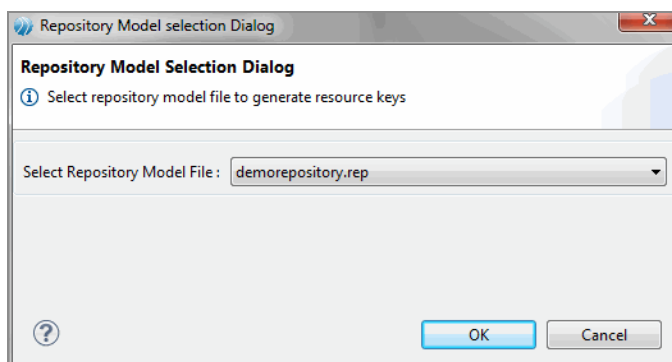 Repository Model selection Dialog
Repository Model Selection Dialog
Select repository model file to generate resource keys
Select Repository Model File : demorepository.rep
OK Cancel